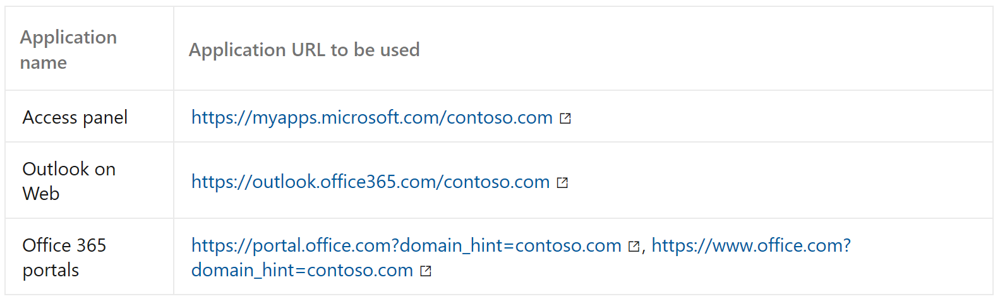 Application
name
Application URL to be used
Access panel
https://myapps.microsoft.com/contoso.com
Outlook on
Web
https://outlook.office365.com/contoso.com
Office 365
portals
https://portal.office.com?domain_hint=contoso.com , https://www.office.com?
domain_hint=contoso.com